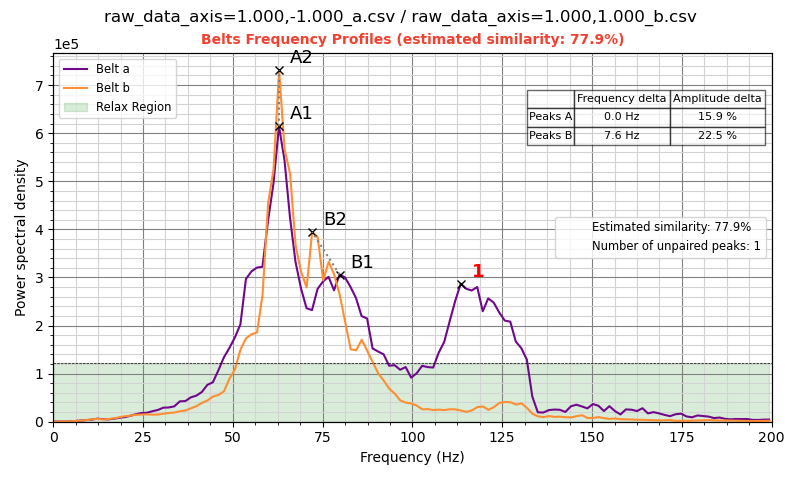 raw_data_axis=1.000,-1.000_a.csv / raw_data_axis=1.000,1.000_b.csv
Belts Frequency Profiles (estimated similarity: 77.9%)
1e5
Belt a
Belt b
Relax Region
A2
A1
B2
B1
1
Frequency delta Amplitude delta
Peaks A 0.0 Hz 15.9 %
Peaks B 7.6 Hz 22.5 %
Estimated similarity: 77.9%
Number of unpaired peaks: 1
Power spectral density
7
6
5
4
3
2
1
0
0 25 50 75 100 125 150 175 200
Frequency (Hz)